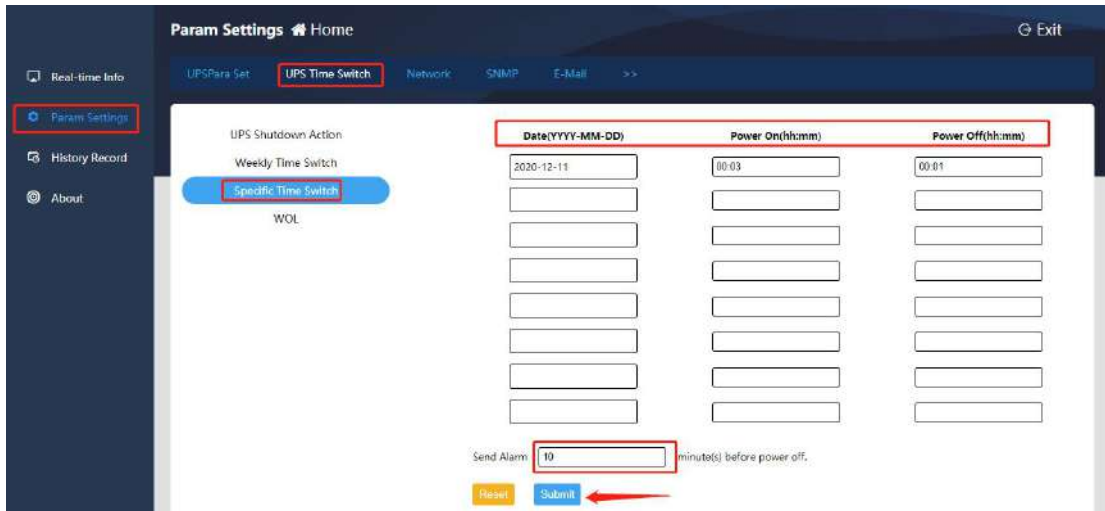 Param Settings Home
Exit
Real-time Info
Param Settings
History Record
About
UPSPara Set UPS Time Switch Network SNMP E-Mail >>
UPS Shutdown Action
Weekly Time Switch
Specific Time Switch
WOL
Date(YYYY-MM-DD) Power On(hh:mm) Power Off(hh:mm)
2020-12-11 00:03 00:01
Send Alarm 10 minute(s) before power off.
Reset Submit